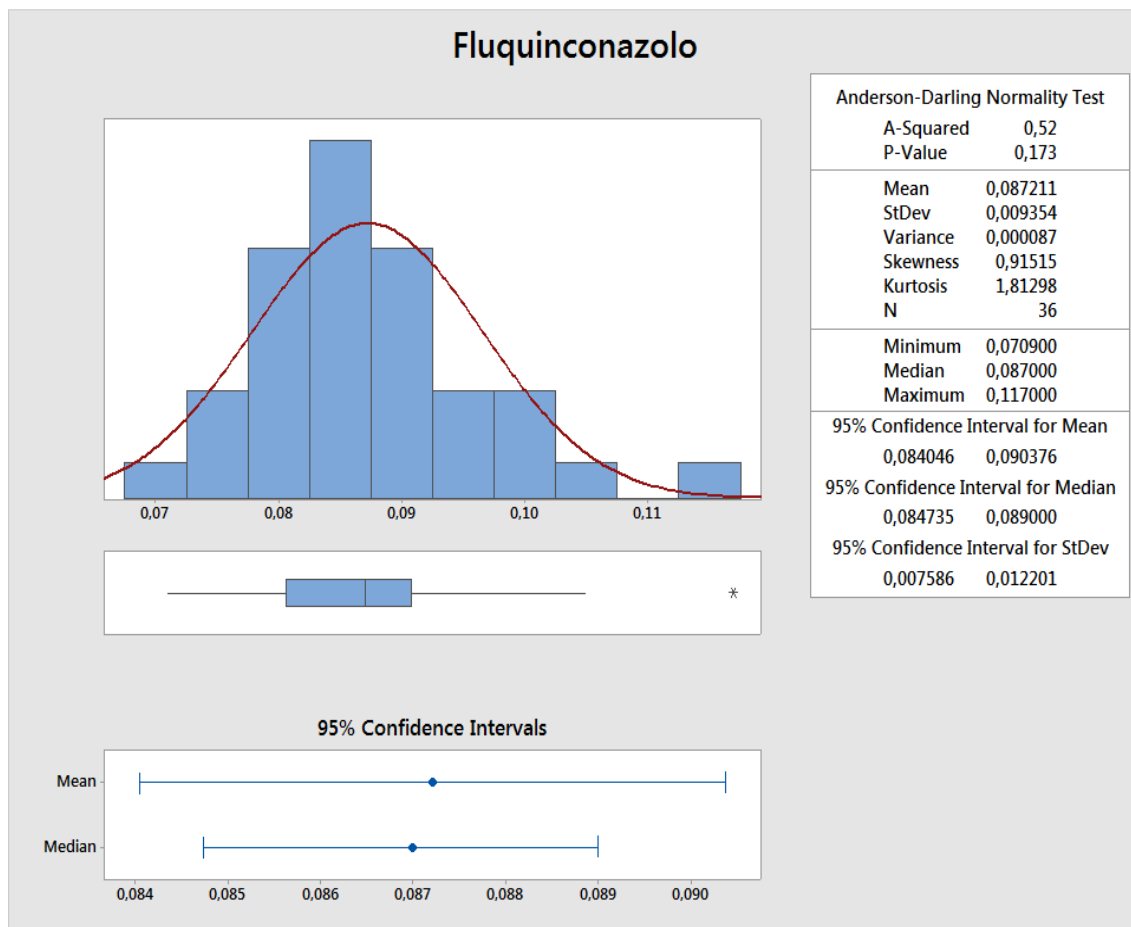 Fluquinconazolo
0,07 0,08 0,09 0,10 0,11
*
95% Confidence Intervals
Mean
Median
0,084 0,085 0,086 0,087 0,088 0,089 0,090
Anderson-Darling Normality Test
A-Squared 0,52
P-Value 0,173
Mean 0,087211
StDev 0,009354
Variance 0,000087
Skewness 0,91515
Kurtosis 1,81298
N 36
Minimum 0,070900
Median 0,087000
Maximum 0,117000
95% Confidence Interval for Mean
0,084046 0,090376
95% Confidence Interval for Median
0,084735 0,089000
95% Confidence Interval for StDev
0,007586 0,012201